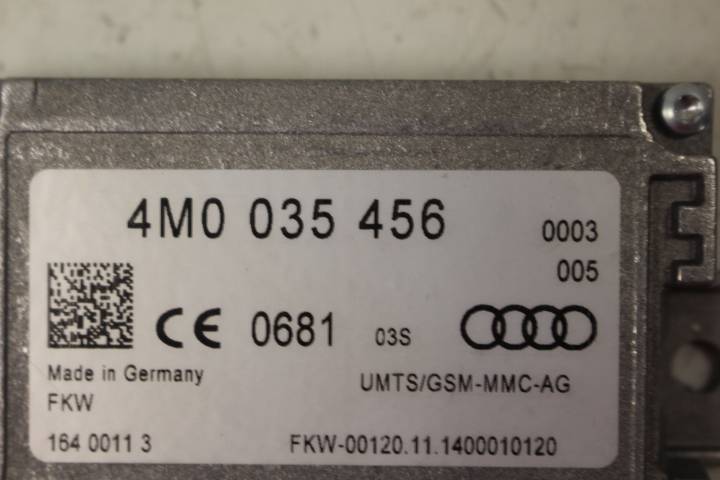 4M0 035 456
0003
005
CE 0681 03S
Made in Germany
UMTS/GSM-MMC-AG
FKW
164 0011 3
FKW-00120.11.1400010120